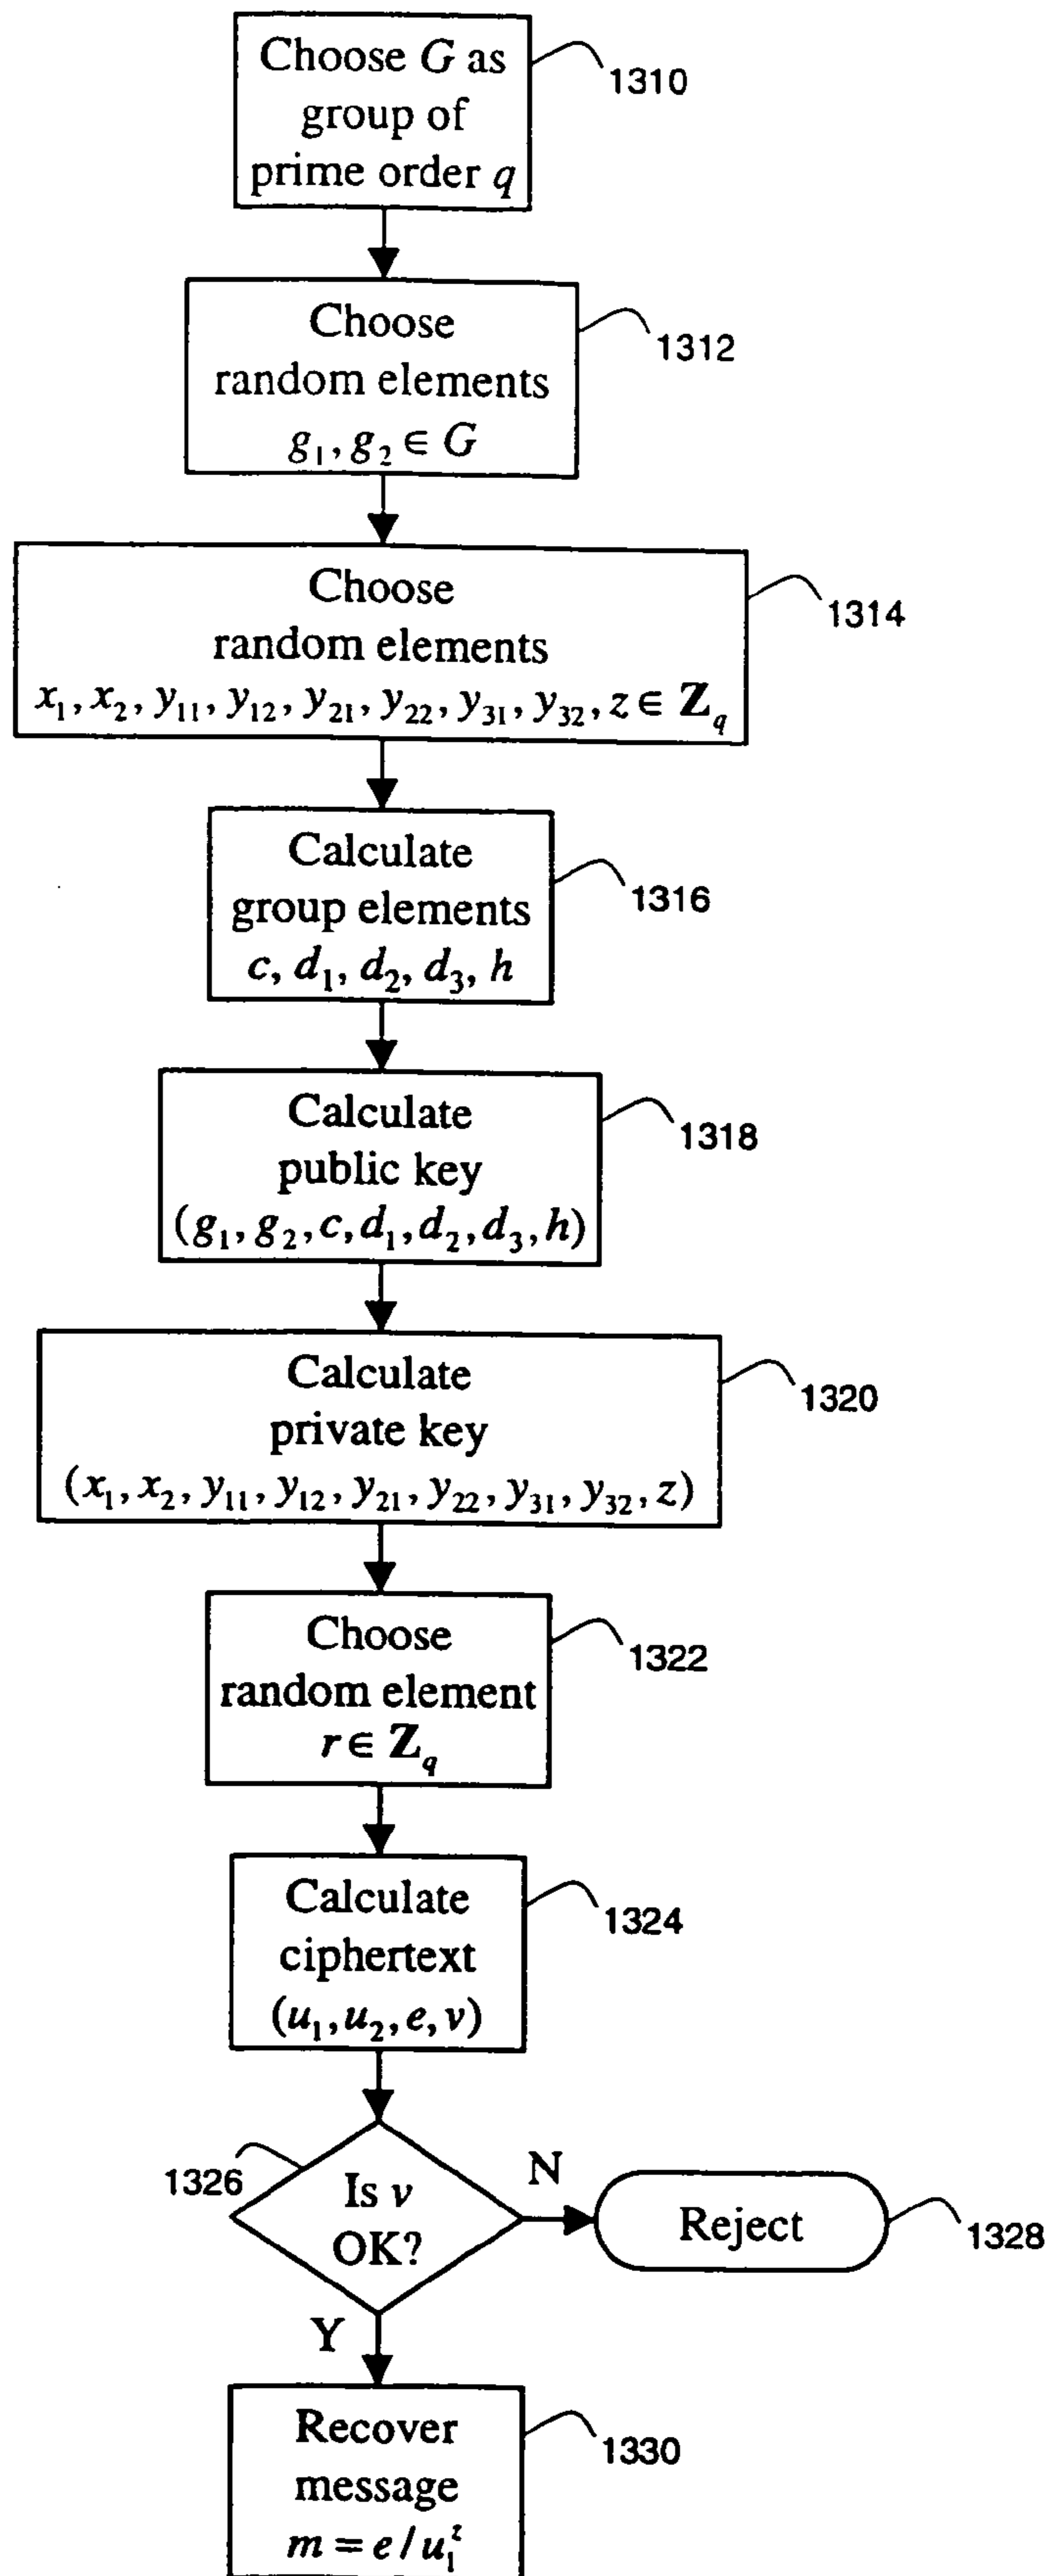 Choose G as
group of
prime order q
1310
Choose
random elements
g₁, g₂ ∈ G
1312
Choose
random elements
x₁, x₂, y₁₁, y₁₂, y₂₁, y₂₂, y₃₁, y₃₂, z ∈ Z_q
1314
Calculate
group elements
c, d₁, d₂, d₃, h
1316
Calculate
public key
(g₁, g₂, c, d₁, d₂, d₃, h)
1318
Calculate
private key
(x₁, x₂, y₁₁, y₁₂, y₂₁, y₂₂, y₃₁, y₃₂, z)
1320
Choose
random element
r ∈ Z_q
1322
Calculate
ciphertext
(u₁, u₂, e, v)
1324
1326
Is v
OK?
N
Reject
1328
Y
Recover
message
m = e / u₁ᶻ
1330